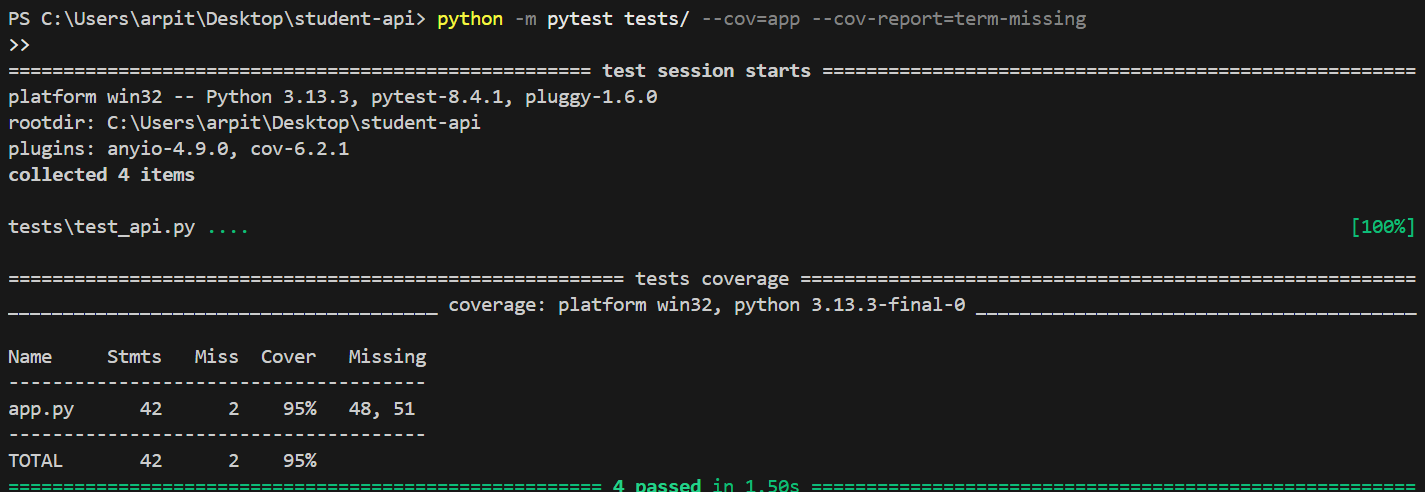 PS C:\Users\arpit\Desktop\student-api> python -m pytest tests/ --cov=app --cov-report=term-missing
>>
===================================================== test session starts ======================================================
platform win32 -- Python 3.13.3, pytest-8.4.1, pluggy-1.6.0
rootdir: C:\Users\arpit\Desktop\student-api
plugins: anyio-4.9.0, cov-6.2.1
collected 4 items
tests\test_api.py .... [100%]
======================================================== tests coverage ========================================================
_______________________________________ coverage: platform win32, python 3.13.3-final-0 ________________________________________
Name     Stmts   Miss  Cover   Missing
--------------------------------------
app.py      42      2    95%   48, 51
--------------------------------------
TOTAL       42      2    95%
====================================================== 4 passed in 1.50s =======================================================